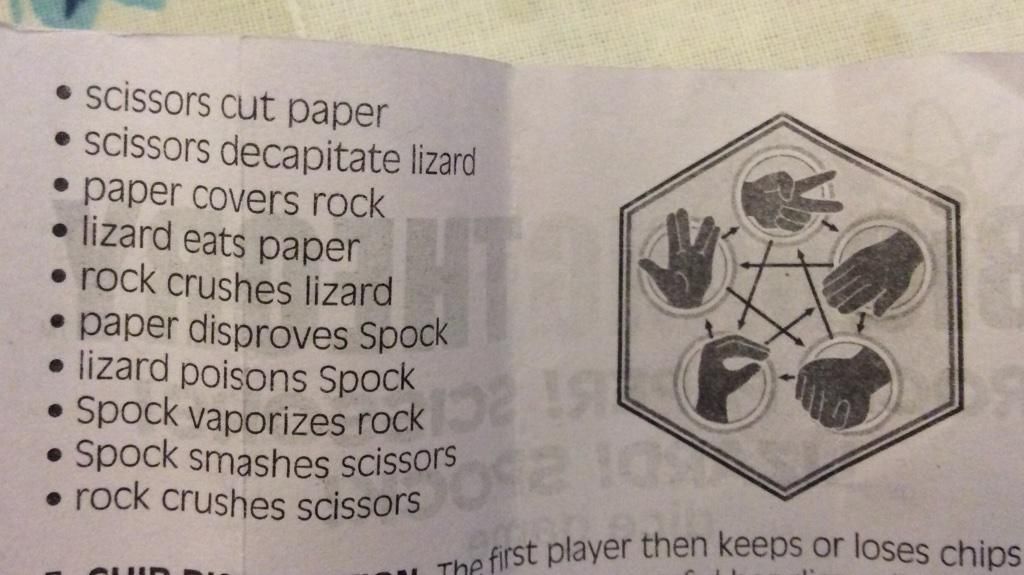 • scissors cut paper
• scissors decapitate lizard
• paper covers rock
• lizard eats paper
• rock crushes lizard
• paper disproves Spock
• lizard poisons Spock
• Spock vaporizes rock
• Spock smashes scissors
• rock crushes scissors
The first player then keeps or loses chips